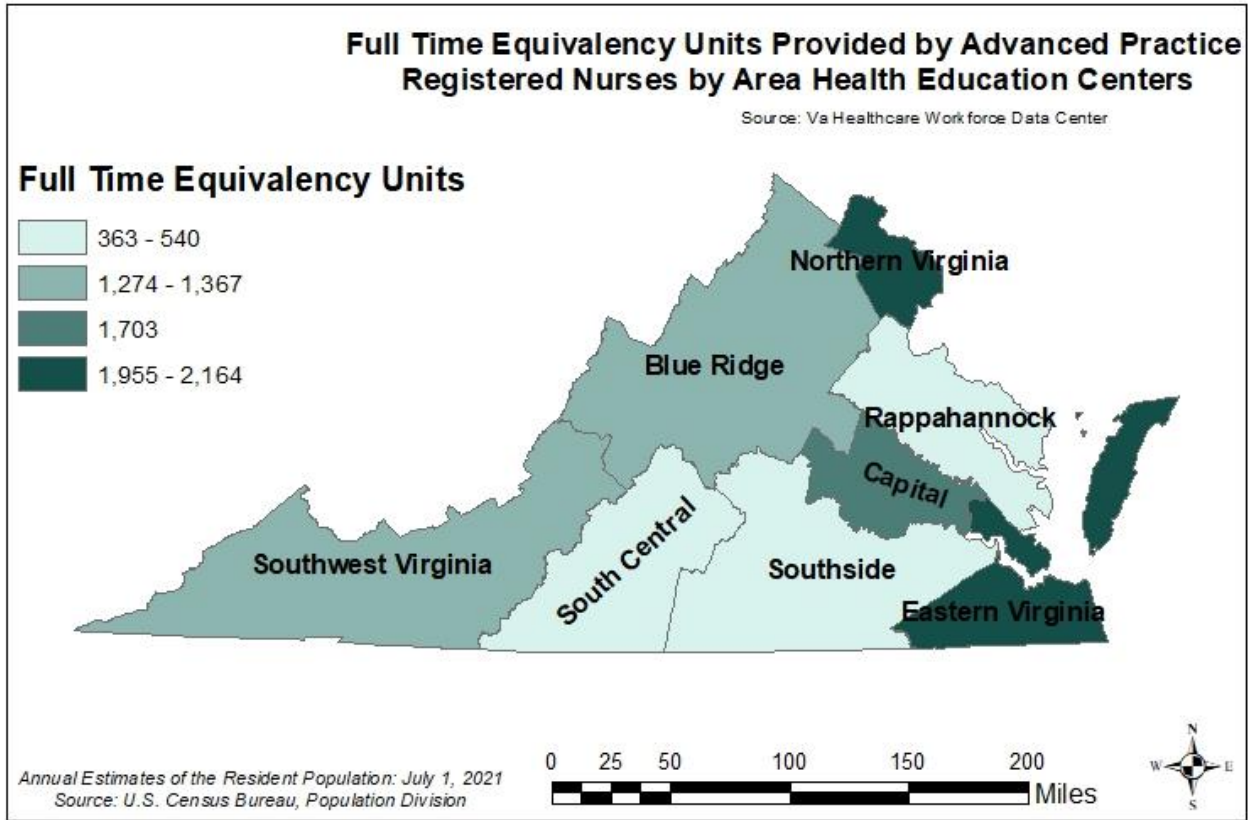 Full Time Equivalency Units Provided by Advanced Practice
Registered Nurses by Area Health Education Centers
Source: Va Healthcare Workforce Data Center
Full Time Equivalency Units
363 - 540
1,274 - 1,367
1,703
1,955 - 2,164
Northern Virginia
Blue Ridge
Rappahannock
Capital
South Central
Southwest Virginia
Southside
Eastern Virginia
Annual Estimates of the Resident Population: July 1, 2021
Source: U.S. Census Bureau, Population Division
0 25 50 100 150 200
Miles
N
W E
S